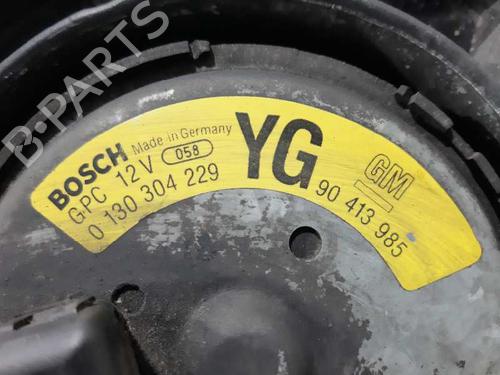 B-PARTS
BOSCH Made in Germany
GPC 12 V 058
0 130 304 229
YG
GM
90 413 985